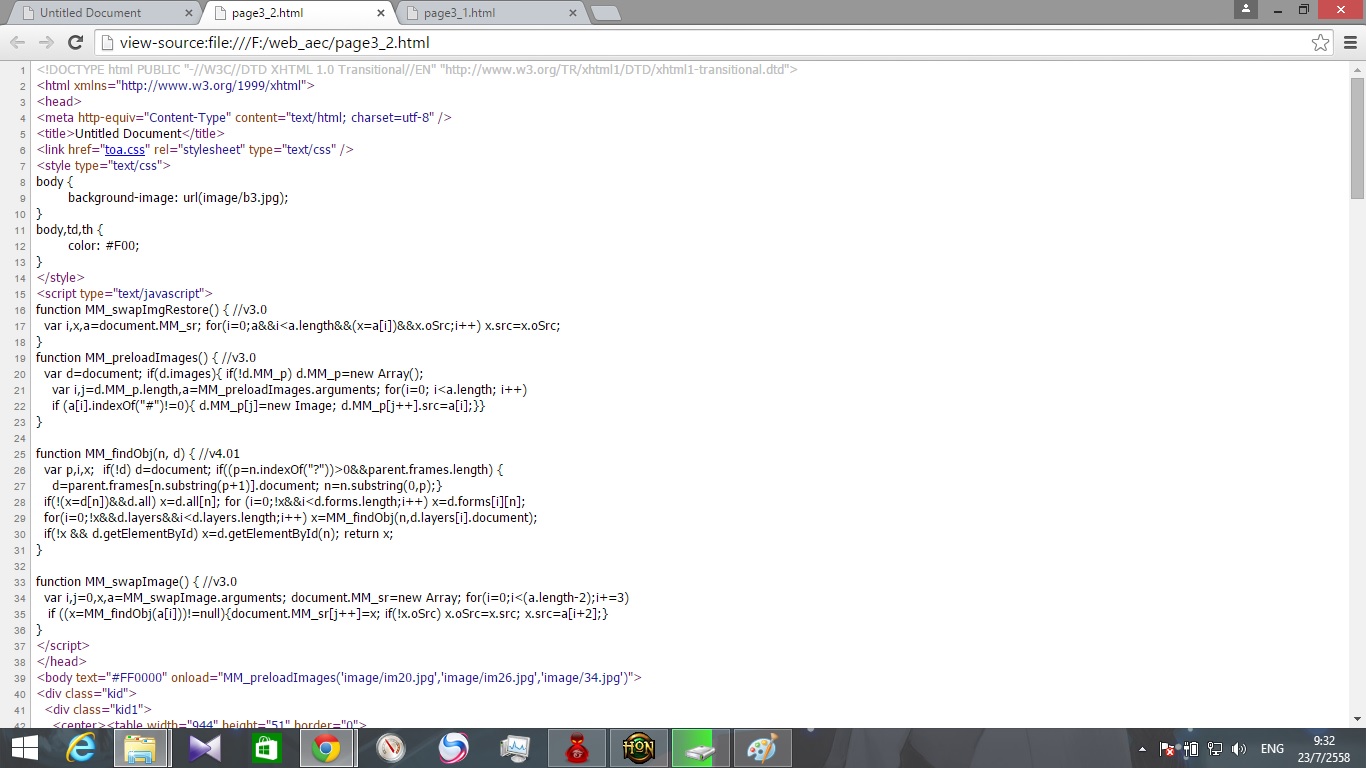 Untitled Document
page3_2.html
page3_1.html
view-source:file:///F:/web_aec/page3_2.html
1 <!DOCTYPE html PUBLIC "-//W3C//DTD XHTML 1.0 Transitional//EN" "http://www.w3.org/TR/xhtml1/DTD/xhtml1-transitional.dtd">
2 <html xmlns="http://www.w3.org/1999/xhtml">
3 <head>
4 <meta http-equiv="Content-Type" content="text/html; charset=utf-8" />
5 <title>Untitled Document</title>
6 <link href="toa.css" rel="stylesheet" type="text/css" />
7 <style type="text/css">
8 body {
9 background-image: url(image/b3.jpg);
10 }
11 body,td,th {
12 color: #F00;
13 }
14 </style>
15 <script type="text/javascript">
16 function MM_swapImgRestore() { //v3.0
17 var i,x,a=document.MM_sr; for(i=0;a&&i<a.length&&(x=a[i])&&x.oSrc;i++) x.src=x.oSrc;
18 }
19 function MM_preloadImages() { //v3.0
20 var d=document; if(d.images){ if(!d.MM_p) d.MM_p=new Array();
21 var i,j=d.MM_p.length,a=MM_preloadImages.arguments; for(i=0; i<a.length; i++)
22 if (a[i].indexOf("#")!=0){ d.MM_p[j]=new Image; d.MM_p[j++].src=a[i];}}
23 }
24
25 function MM_findObj(n, d) { //v4.01
26 var p,i,x;  if(!d) d=document; if((p=n.indexOf("?"))>0&&parent.frames.length) {
27 d=parent.frames[n.substring(p+1)].document; n=n.substring(0,p);}
28 if(!(x=d[n])&&d.all) x=d.all[n]; for (i=0;!x&&i<d.forms.length;i++) x=d.forms[i][n];
29 for(i=0;!x&&d.layers&&i<d.layers.length;i++) x=MM_findObj(n,d.layers[i].document);
30 if(!x && d.getElementById) x=d.getElementById(n); return x;
31 }
32
33 function MM_swapImage() { //v3.0
34 var i,j=0,x,a=MM_swapImage.arguments; document.MM_sr=new Array; for(i=0;i<(a.length-2);i+=3)
35 if ((x=MM_findObj(a[i]))!=null){document.MM_sr[j++]=x; if(!x.oSrc) x.oSrc=x.src; x.src=a[i+2];}
36 }
37 </script>
38 </head>
39 <body text="#FF0000" onload="MM_preloadImages('image/im20.jpg','image/im26.jpg','image/34.jpg')">
40 <div class="kid">
41 <div class="kid1">
42 <center><table width="944" height="51" border="0">
HON
ENG
9:32
23/7/2558